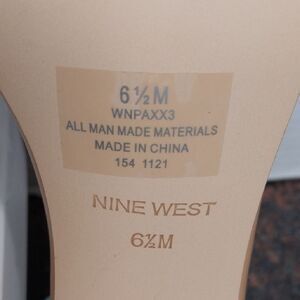 6½M
WNPAXX3
ALL MAN MADE MATERIALS
MADE IN CHINA
154 1121
NINE WEST
6½M